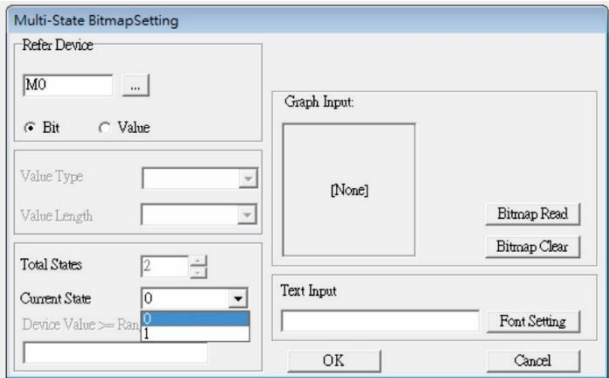 Multi-State BitmapSetting
Refer Device
M0
...
Bit Value
Value Type
Value Length
Total States 2
Current State 0
0
1
Device Value >= Ran
Graph Input:
[None]
Bitmap Read
Bitmap Clear
Text Input
Font Setting
OK Cancel